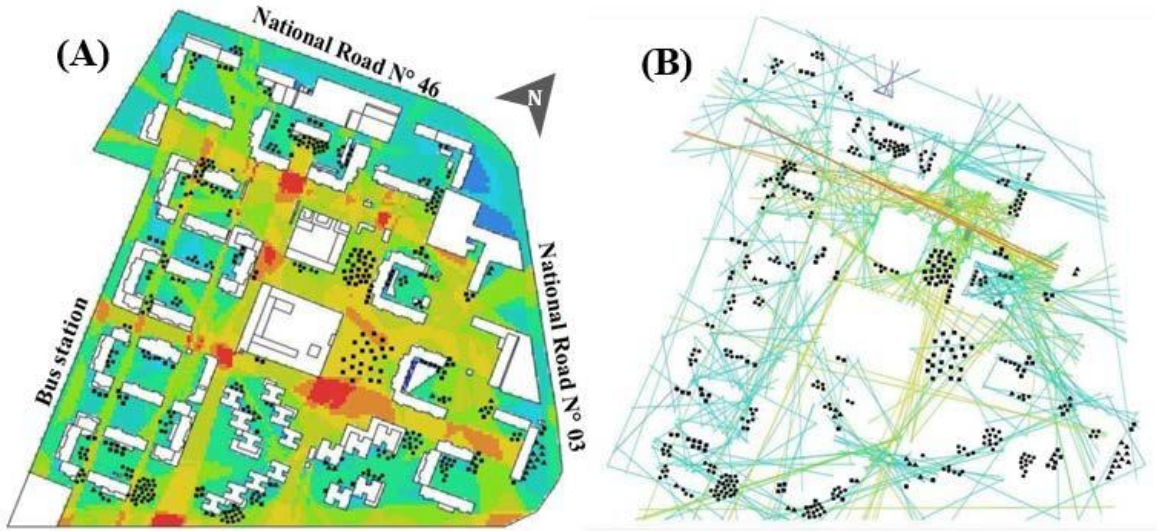 (A)
National Road N° 46
N
Bus station
National Road N° 03
(B)